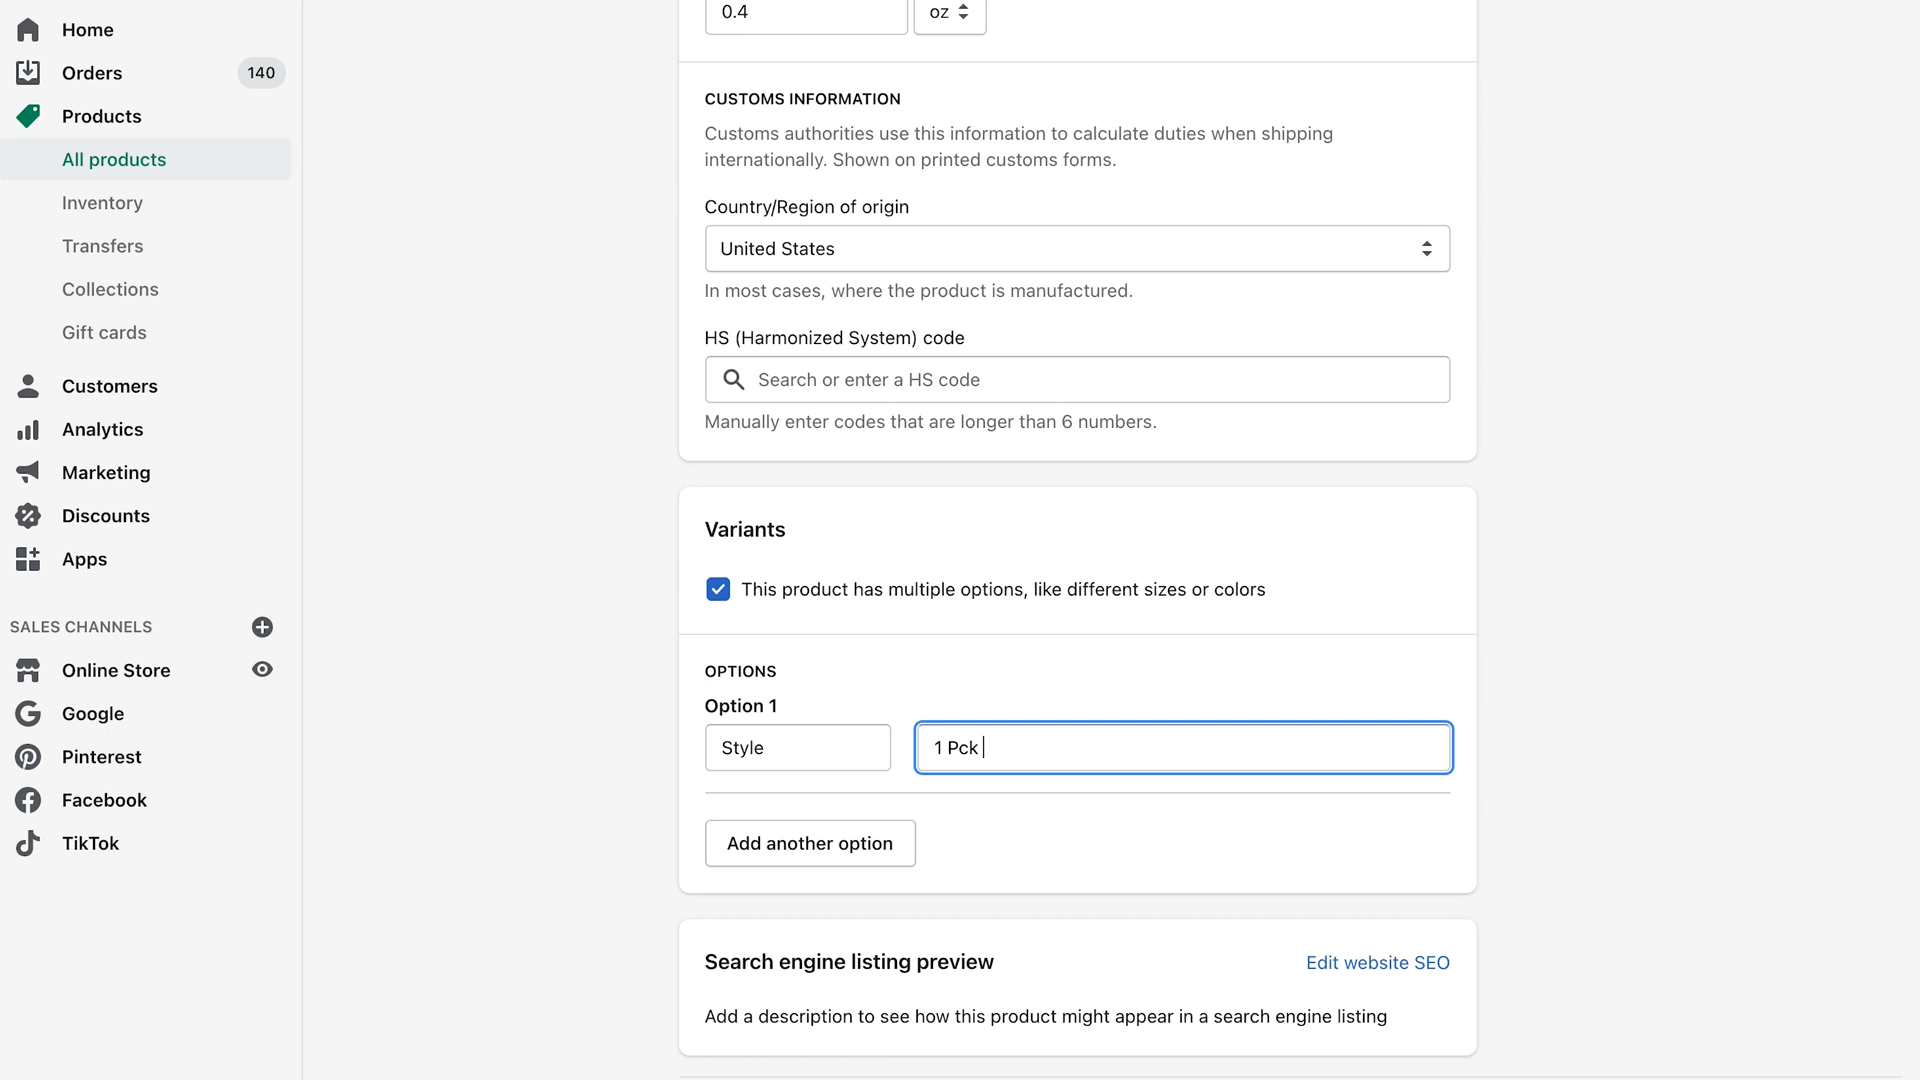 Home
Orders 140
Products
All products
Inventory
Transfers
Collections
Gift cards
Customers
Analytics
Marketing
Discounts
Apps
SALES CHANNELS
Online Store
Google
Pinterest
Facebook
TikTok
0.4 oz
CUSTOMS INFORMATION
Customs authorities use this information to calculate duties when shipping
internationally. Shown on printed customs forms.
Country/Region of origin
United States
In most cases, where the product is manufactured.
HS (Harmonized System) code
Search or enter a HS code
Manually enter codes that are longer than 6 numbers.
Variants
This product has multiple options, like different sizes or colors
OPTIONS
Option 1
Style 1 Pck
Add another option
Search engine listing preview Edit website SEO
Add a description to see how this product might appear in a search engine listing